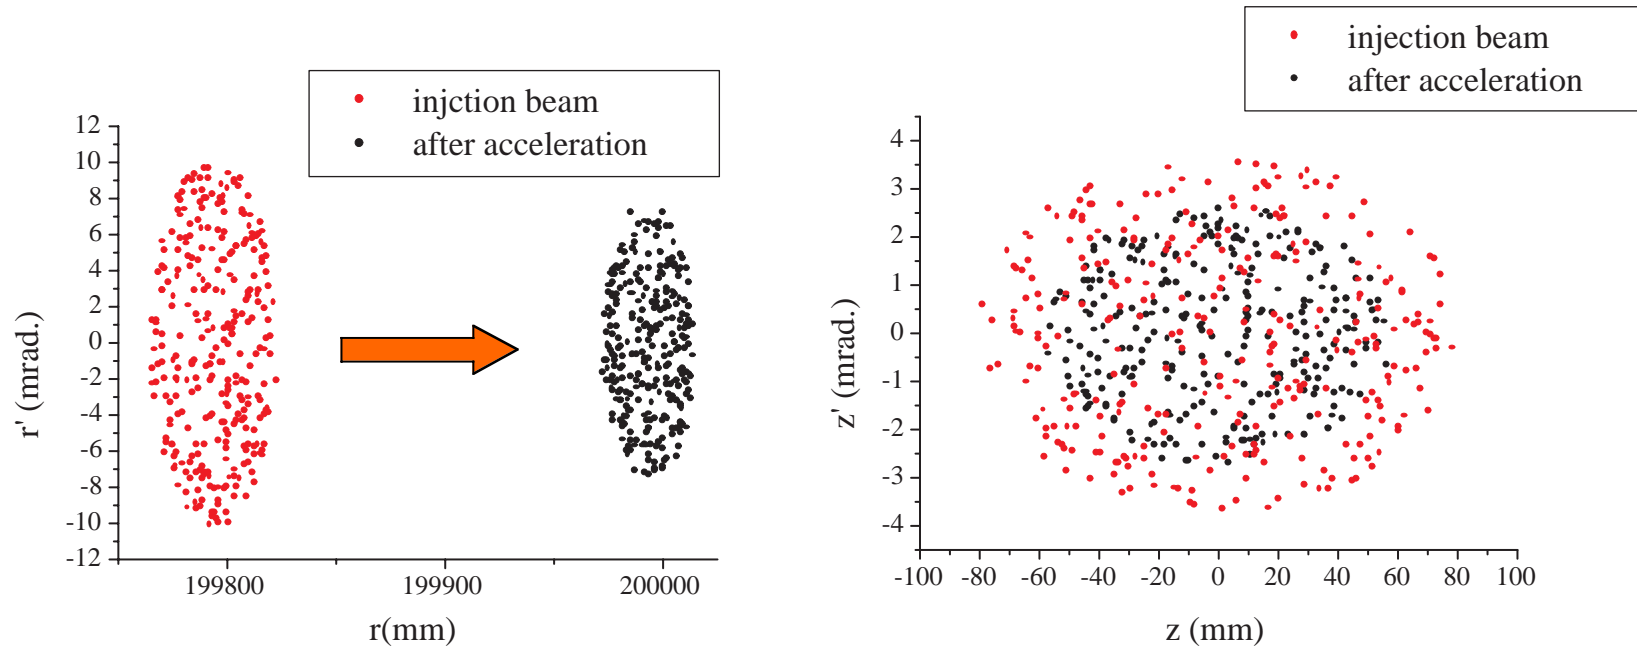 injction beam
after acceleration
12
10
8
6
4
2
0
-2
-4
-6
-8
-10
-12
r' (mrad.)
199800 199900 200000
r(mm)
injection beam
after acceleration
4
3
2
1
0
-1
-2
-3
-4
z' (mrad.)
-100 -80 -60 -40 -20 0 20 40 60 80 100
z (mm)